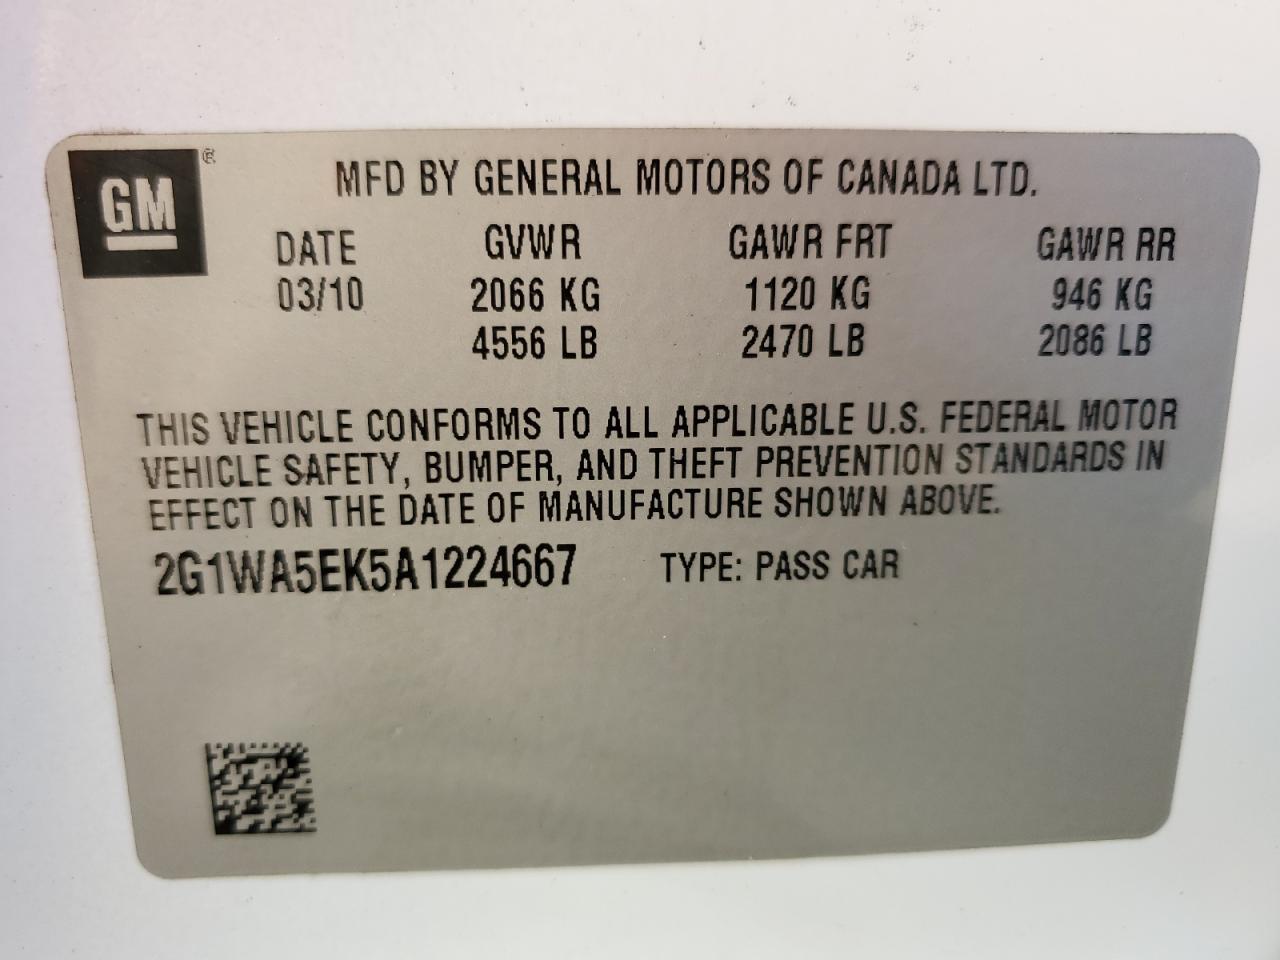 GM ® MFD BY GENERAL MOTORS OF CANADA LTD.
DATE GVWR GAWR FRT GAWR RR
03/10 2066 KG 1120 KG 946 KG
4556 LB 2470 LB 2086 LB
THIS VEHICLE CONFORMS TO ALL APPLICABLE U.S. FEDERAL MOTOR
VEHICLE SAFETY, BUMPER, AND THEFT PREVENTION STANDARDS IN
EFFECT ON THE DATE OF MANUFACTURE SHOWN ABOVE.
2G1WA5EK5A1224667 TYPE: PASS CAR